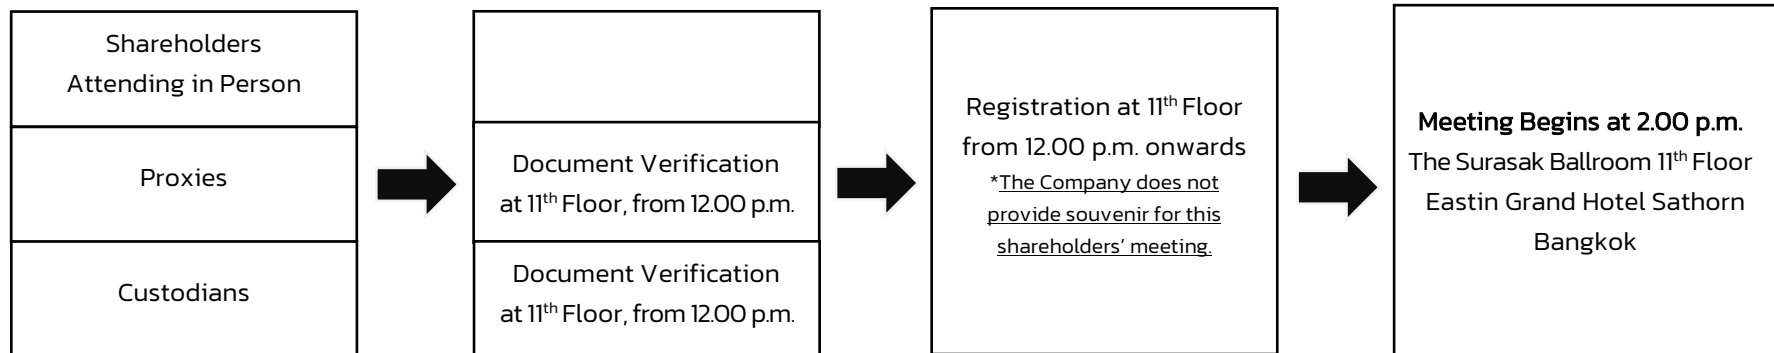 Shareholders
Attending in Person
Proxies
Custodians
Document Verification
at 11th Floor, from 12.00 p.m.
Document Verification
at 11th Floor, from 12.00 p.m.
Registration at 11th Floor
from 12.00 p.m. onwards
*The Company does not
provide souvenir for this
shareholders’ meeting.
Meeting Begins at 2.00 p.m.
The Surasak Ballroom 11th Floor
Eastin Grand Hotel Sathorn
Bangkok